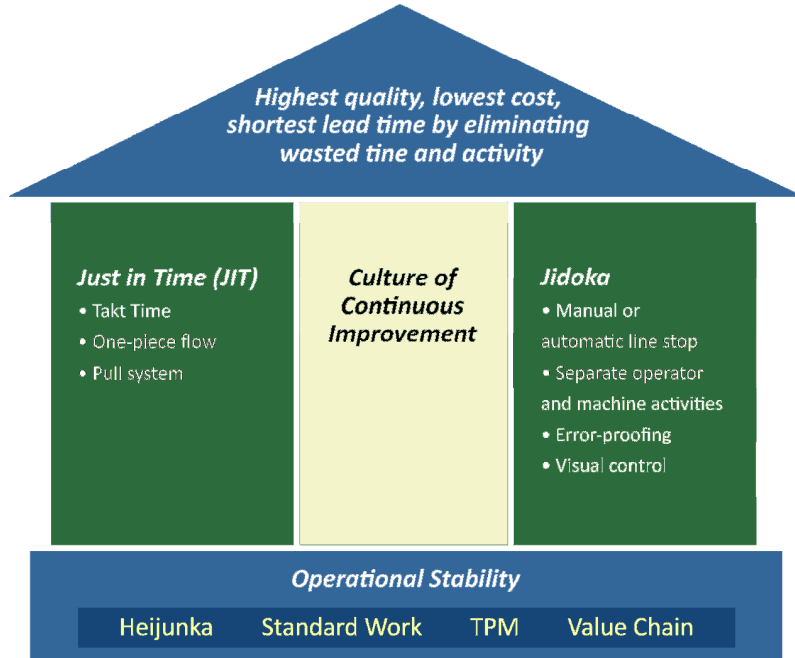 Highest quality, lowest cost,
shortest lead time by eliminating
wasted tine and activity
Just in Time (JIT)
• Takt Time
• One-piece flow
• Pull system
Culture of
Continuous
Improvement
Jidoka
• Manual or
automatic line stop
• Separate operator
and machine activities
• Error-proofing
• Visual control
Operational Stability
Heijunka Standard Work TPM Value Chain